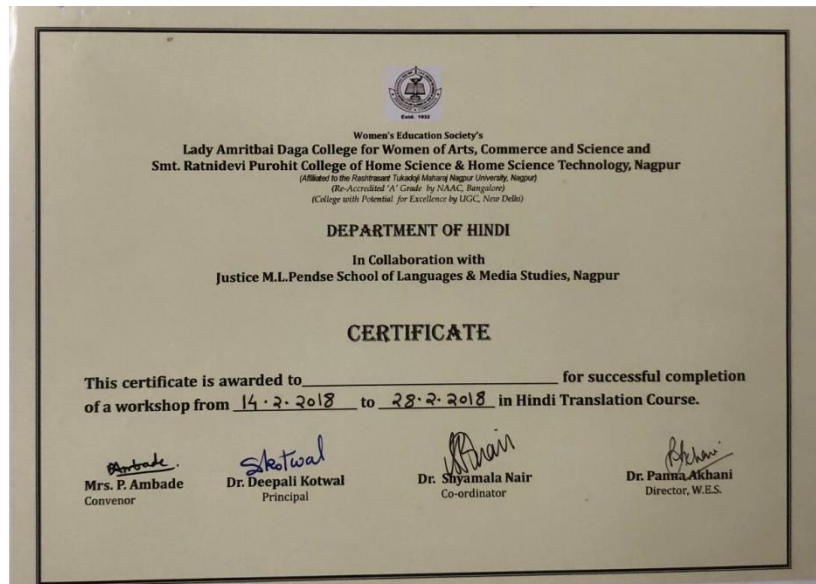 Estd. 1932
Women's Education Society's
Lady Amritbai Daga College for Women of Arts, Commerce and Science and
Smt. Ratnidevi Purohit College of Home Science & Home Science Technology, Nagpur
(Affiliated to the Rashtrasant Tukadoji Maharaj Nagpur University, Nagpur)
(Re-Accredited 'A' Grade by NAAC, Bangalore)
(College with Potential for Excellence by UGC, New Delhi)
DEPARTMENT OF HINDI
In Collaboration with
Justice M.L.Pendse School of Languages & Media Studies, Nagpur
CERTIFICATE
This certificate is awarded to__________________________ for successful completion
of a workshop from 14·2·2018 to 28·2·2018 in Hindi Translation Course.
Ambade Skotwal
Mrs. P. Ambade Dr. Deepali Kotwal Dr. Shyamala Nair Dr. Panna Akhani
Convenor Principal Co-ordinator Director, W.E.S.